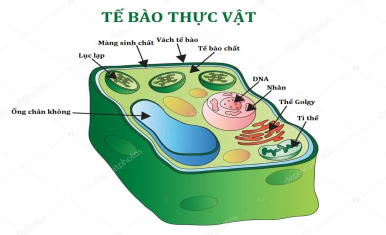 TẾ BÀO THỰC VẬT
Vách tế bào
Màng sinh chất
Tế bào chất
Lục lạp
DNA
Nhân
Thể Golgy
Ti thể
Ống chân không